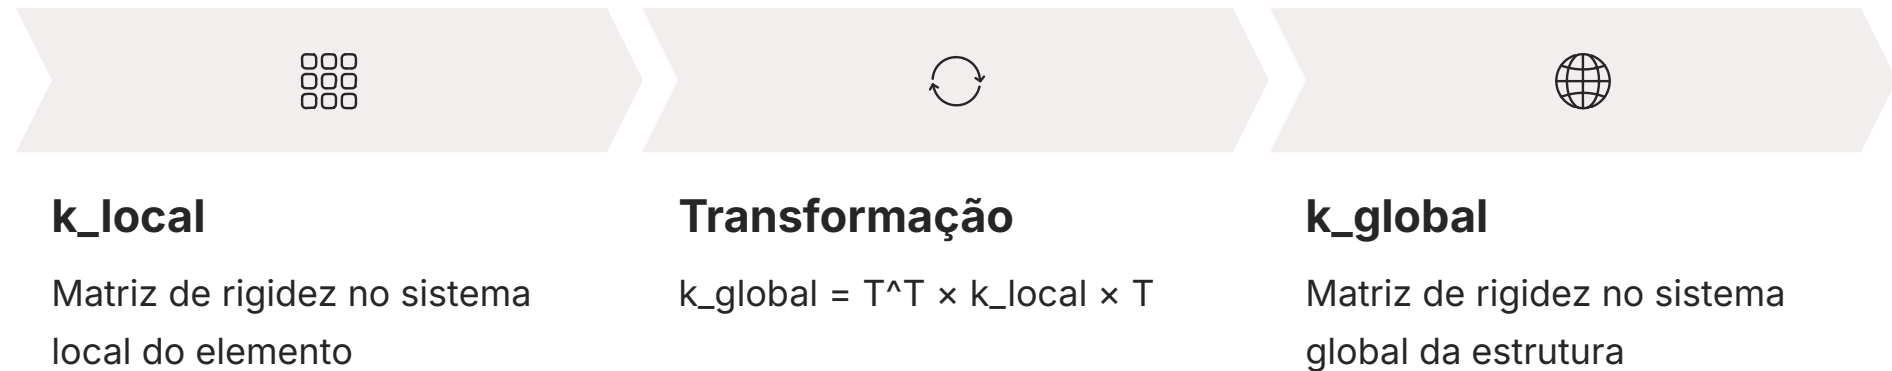 k_local
Matriz de rigidez no sistema
local do elemento
Transformação
k_global = T^T × k_local × T
k_global
Matriz de rigidez no sistema
global da estrutura